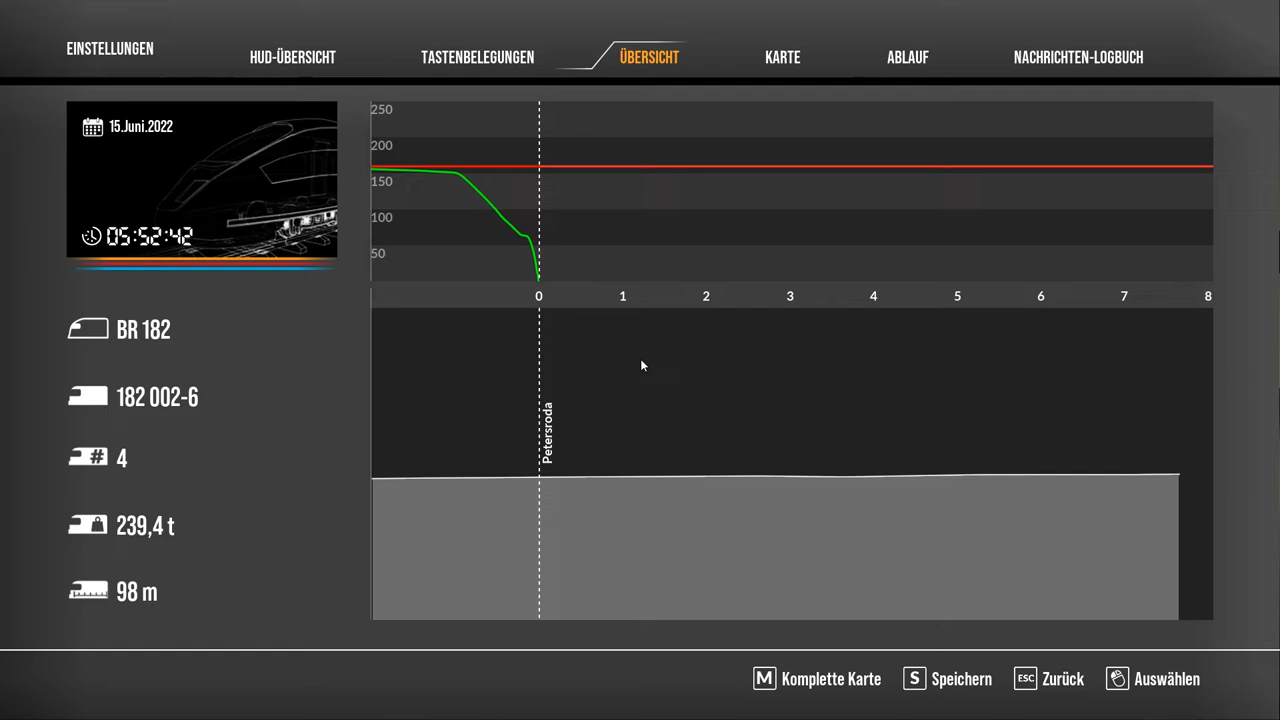 EINSTELLUNGEN
HUD-ÜBERSICHT
TASTENBELEGUNGEN
ÜBERSICHT
KARTE
ABLAUF
NACHRICHTEN-LOGBUCH
15.Juni.2022
05:52:42
BR 182
182 002-6
# 4
239,4 t
98 m
250
200
150
100
50
0 1 2 3 4 5 6 7 8
Petersroda
M Komplette Karte
S Speichern
ESC Zurück
Auswählen